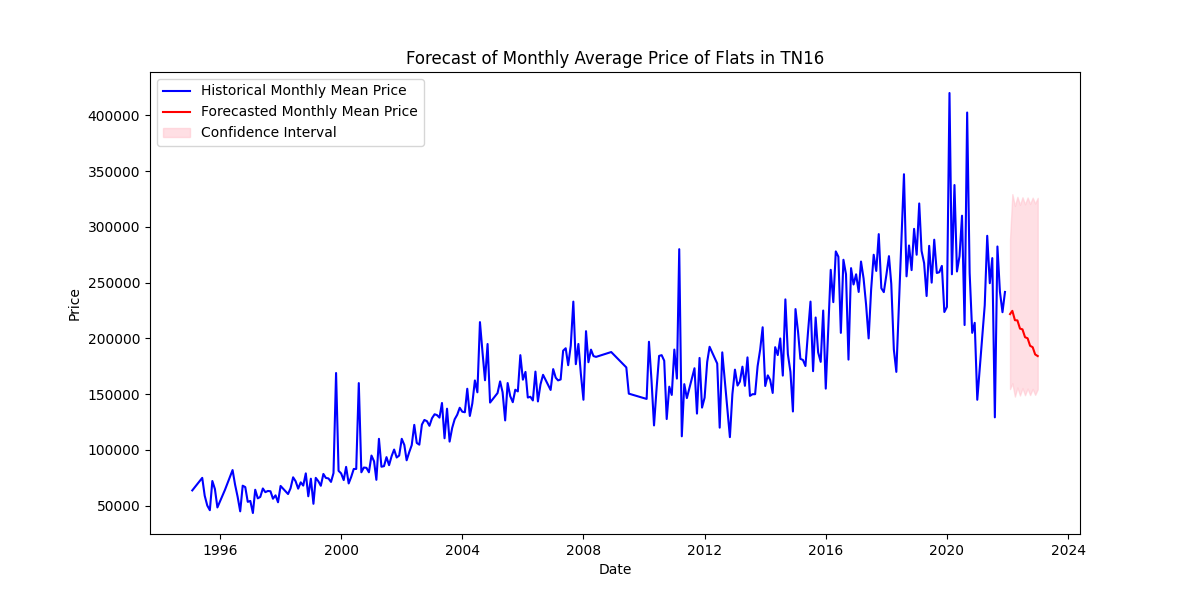 Forecast of Monthly Average Price of Flats in TN16
Historical Monthly Mean Price
Forecasted Monthly Mean Price
Confidence Interval
400000
350000
300000
250000
200000
150000
100000
50000
Price
1996 2000 2004 2008 2012 2016 2020 2024
Date